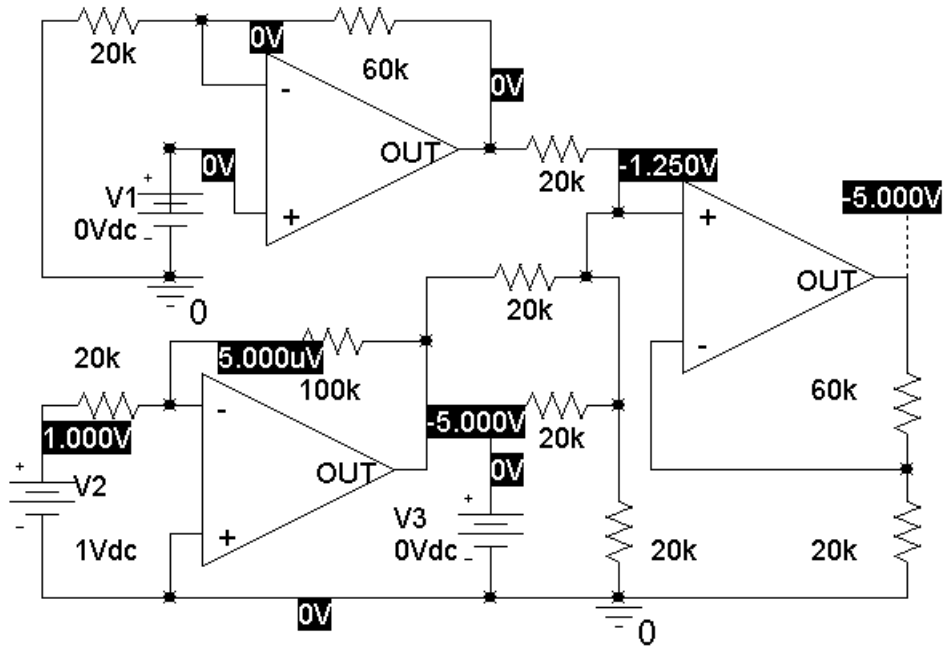 0V
20k
60k
0V
OUT
-
0V
+
+
V1
0Vdc
-
0
20k
-1.250V
+
-5.000V
OUT
-
20k
20k
5.000uV
100k
60k
1.000V
-
-5.000V
20k
+
V2
-
OUT
0V
+
V3
0Vdc
-
+
1Vdc
20k
20k
0V
0